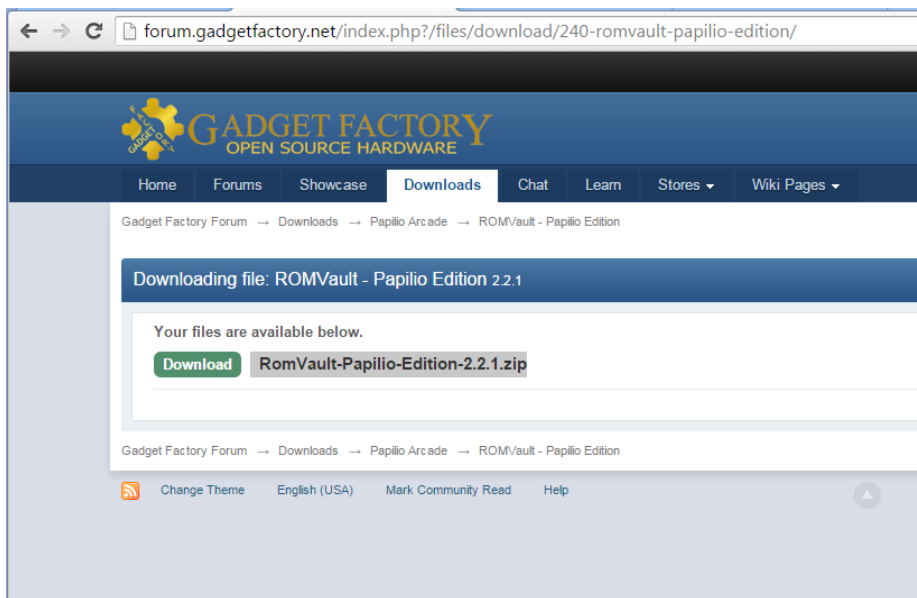 forum.gadgetfactory.net/index.php?/files/download/240-romvault-papilio-edition/
GADGET FACTORY
OPEN SOURCE HARDWARE
Home Forums Showcase Downloads Chat Learn Stores Wiki Pages
Gadget Factory Forum → Downloads → Papilio Arcade → ROMVault - Papilio Edition
Downloading file: ROMVault - Papilio Edition 2.2.1
Your files are available below.
Download RomVault-Papilio-Edition-2.2.1.zip
Gadget Factory Forum → Downloads → Papilio Arcade → ROMVault - Papilio Edition
Change Theme English (USA) Mark Community Read Help